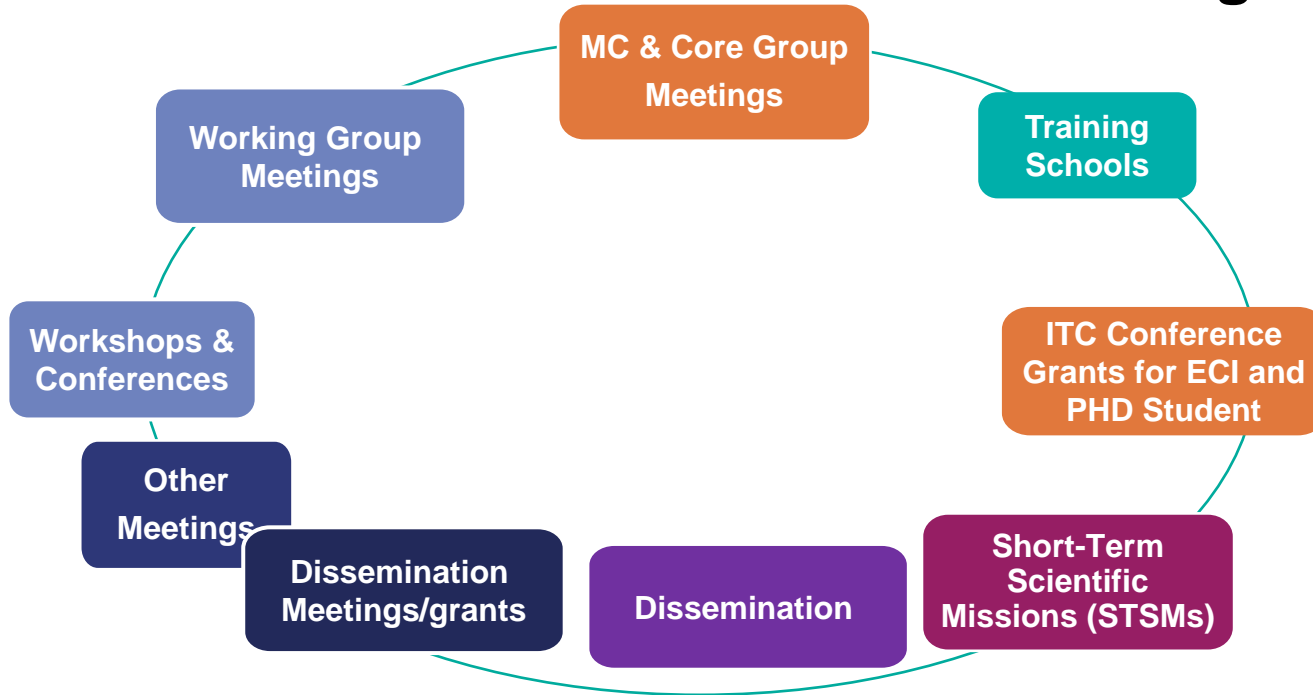 MC & Core Group
Meetings
Training
Schools
ITC Conference
Grants for ECI and
PHD Student
Short-Term
Scientific
Missions (STSMs)
Dissemination
Dissemination
Meetings/grants
Other
Meetings
Workshops &
Conferences
Working Group
Meetings